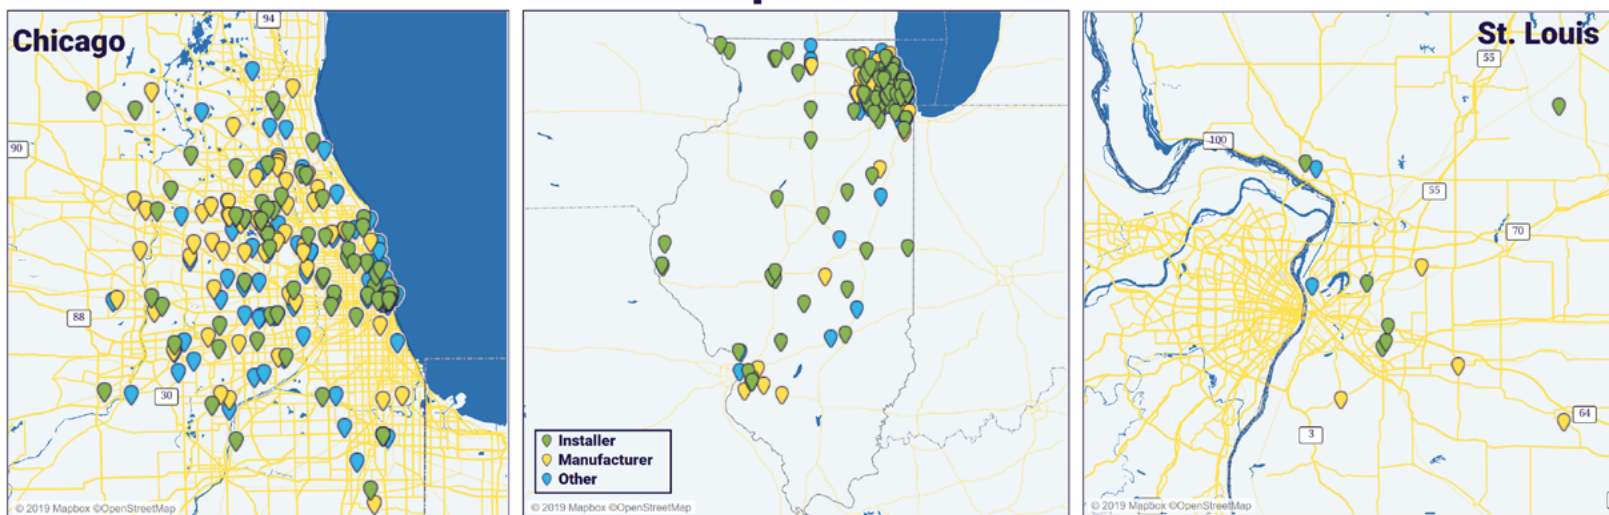 Chicago
94
90
88
30
© 2019 Mapbox ©OpenStreetMap
Installer
Manufacturer
Other
© 2019 Mapbox ©OpenStreetMap
St. Louis
55
100
55
70
64
3
© 2019 Mapbox ©OpenStreetMap